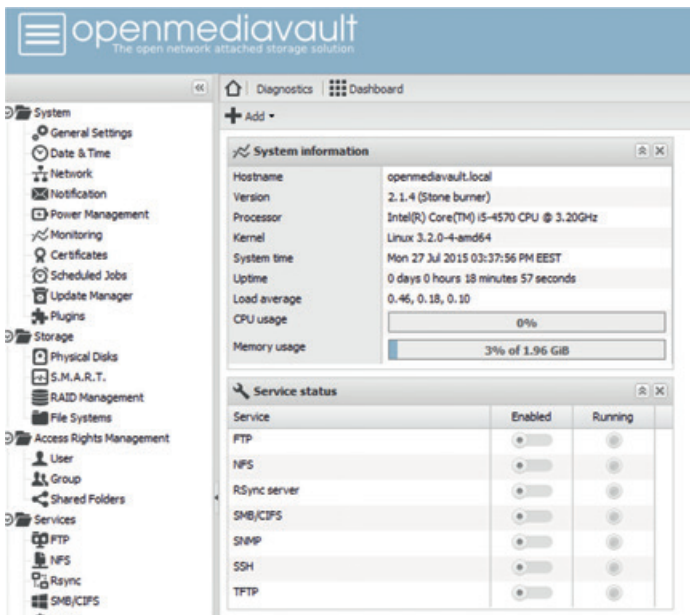 openmediavault
The open network attached storage solution
Diagnostics Dashboard
Add
System
General Settings
Date & Time
Network
Notification
Power Management
Monitoring
Certificates
Scheduled Jobs
Update Manager
Plugins
Storage
Physical Disks
S.M.A.R.T.
RAID Management
File Systems
Access Rights Management
User
Group
Shared Folders
Services
FTP
NFS
Rsync
SMB/CIFS
System information
Hostname openmediavault.local
Version 2.1.4 (Stone burner)
Processor Intel(R) Core(TM) i5-4570 CPU @ 3.20GHz
Kernel Linux 3.2.0-4-amd64
System time Mon 27 Jul 2015 03:37:56 PM EEST
Uptime 0 days 0 hours 18 minutes 57 seconds
Load average 0.46, 0.18, 0.10
CPU usage 0%
Memory usage 3% of 1.96 GiB
Service status
Service Enabled Running
FTP
NFS
RSync server
SMB/CIFS
SNMP
SSH
TFTP